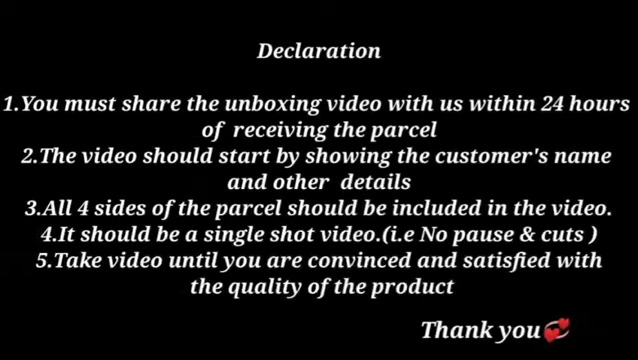 Declaration
1.You must share the unboxing video with us within 24 hours
of receiving the parcel
2.The video should start by showing the customer's name
and other details
3.All 4 sides of the parcel should be included in the video.
4.It should be a single shot video.(i.e No pause & cuts )
5.Take video until you are convinced and satisfied with
the quality of the product
Thank you💞